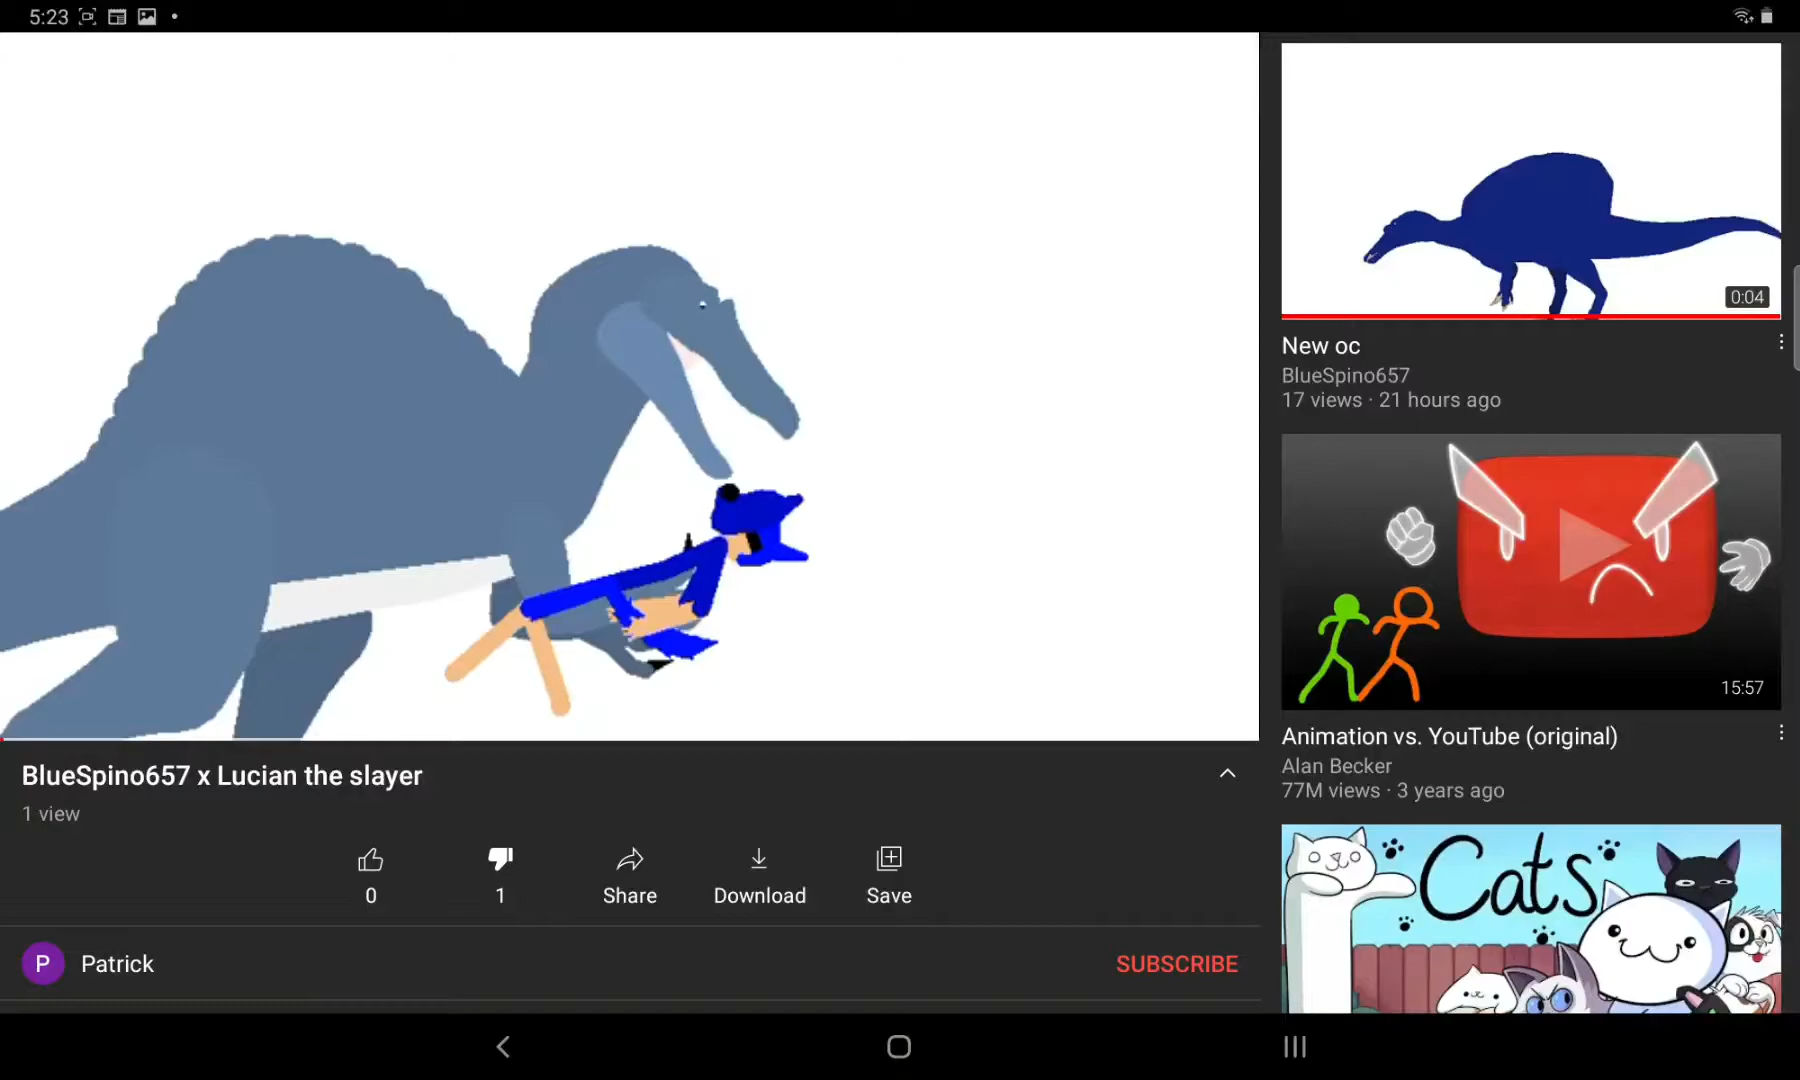 5:23
0:04
New oc
BlueSpino657
17 views · 21 hours ago
15:57
Animation vs. YouTube (original)
Alan Becker
77M views · 3 years ago
Cats
BlueSpino657 x Lucian the slayer
1 view
0
1
Share
Download
Save
P
Patrick
SUBSCRIBE